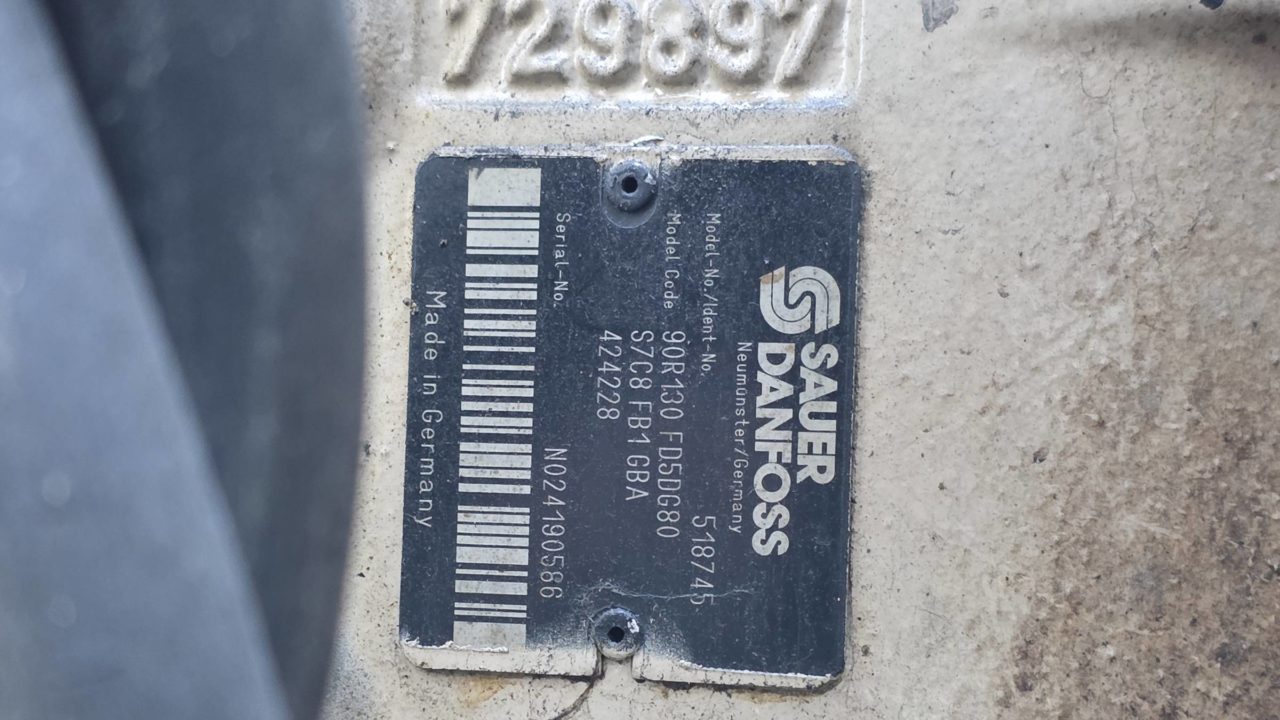 729897
SAUER
DANFOSS
Neumünster/Germany
Model-No./Ident-No. 518745
Model Code 90R130 FD5DG80
S7C8 FB1 GBA
424228
Serial-No. N024190586
Made in Germany